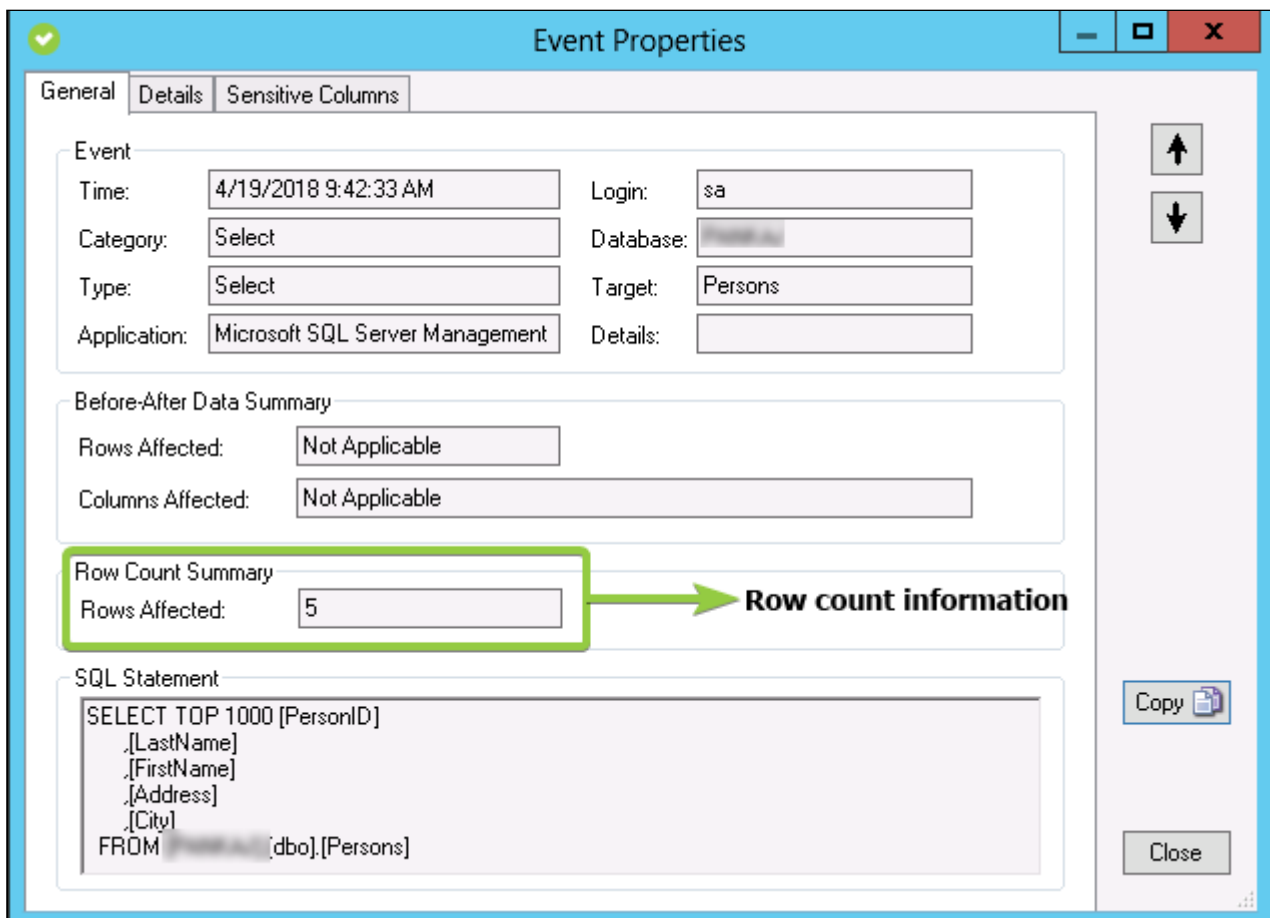 Event Properties
General Details Sensitive Columns
Event
Time: 4/19/2018 9:42:33 AM Login: sa
Category: Select Database:
Type: Select Target: Persons
Application: Microsoft SQL Server Management Details:
Before-After Data Summary
Rows Affected: Not Applicable
Columns Affected: Not Applicable
Row Count Summary
Rows Affected: 5 Row count information
SQL Statement
SELECT TOP 1000 [PersonID]
,[LastName]
,[FirstName]
,[Address]
,[City]
FROM [dbo].[Persons]
Copy
Close